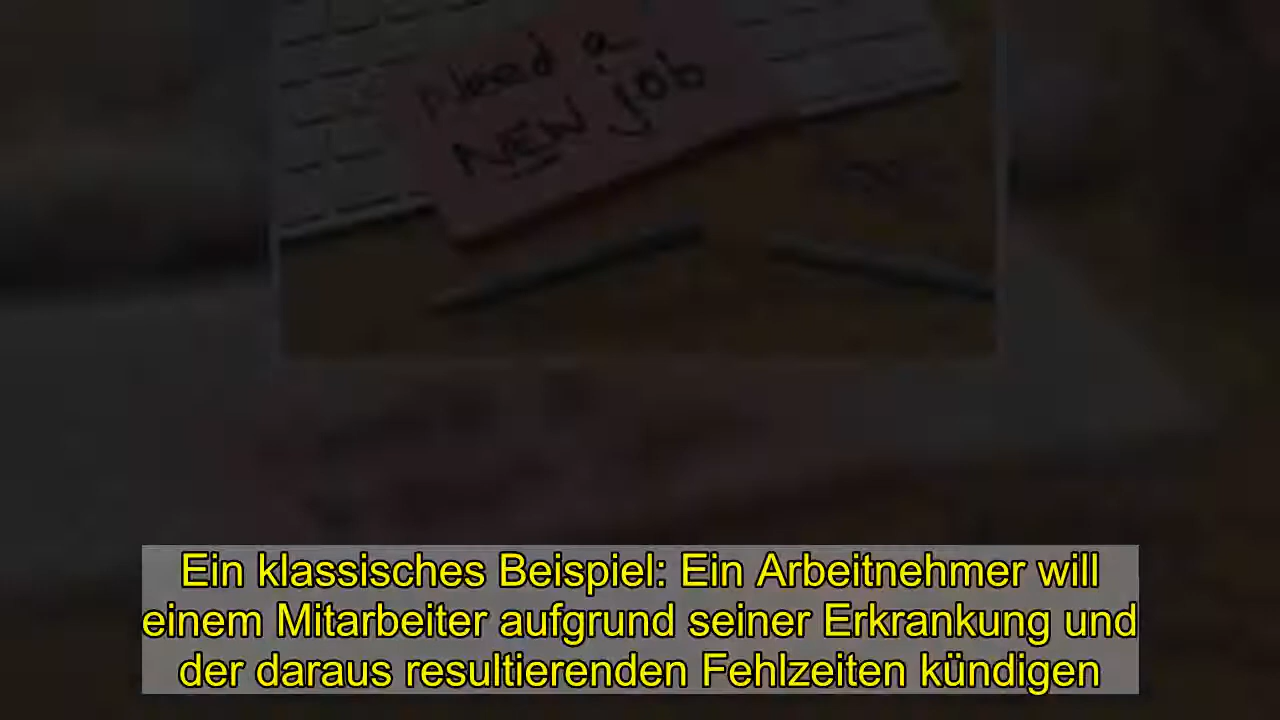 Need a
NEW job
Ein klassisches Beispiel: Ein Arbeitnehmer will
einem Mitarbeiter aufgrund seiner Erkrankung und
der daraus resultierenden Fehlzeiten kündigen